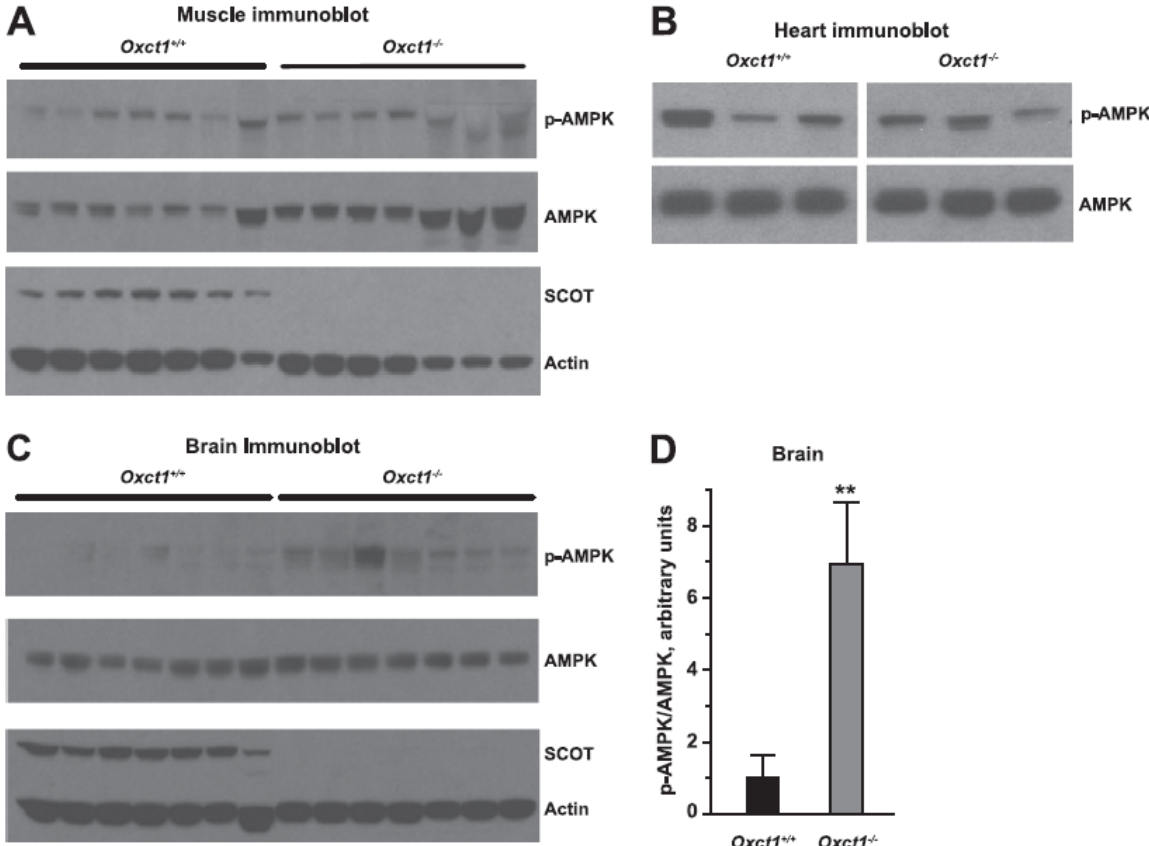 A
Muscle immunoblot
Oxct1+/+ Oxct1-/-
p-AMPK
AMPK
SCOT
Actin
B
Heart immunoblot
Oxct1+/+ Oxct1-/-
p-AMPK
AMPK
C
Brain Immunoblot
Oxct1+/+ Oxct1-/-
p-AMPK
AMPK
SCOT
Actin
D
Brain
p-AMPK/AMPK, arbitrary units
**
8
6
4
2
0
Oxct1+/+ Oxct1-/-